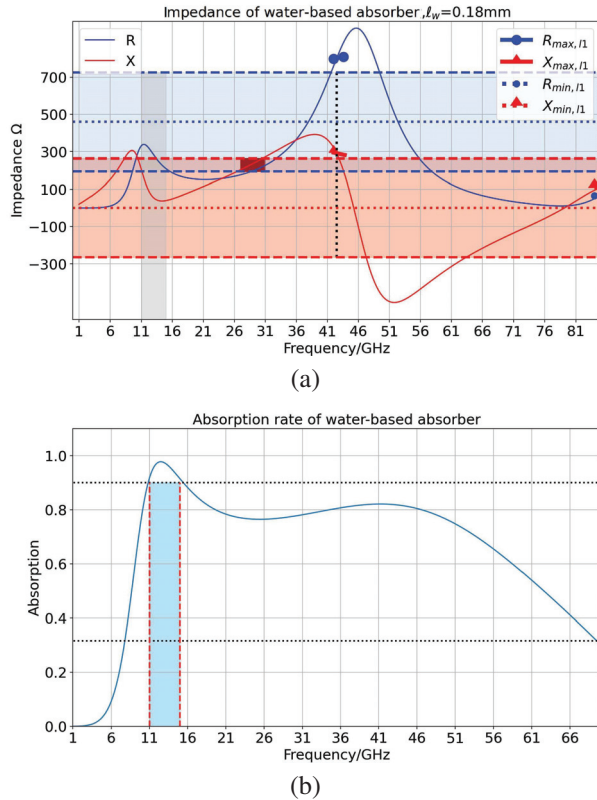 Impedance of water-based absorber, ℓw=0.18mm
R
X
Rmax, l1
Xmax, l1
Rmin, l1
Xmin, l1
700
500
300
100
−100
−300
Impedance Ω
1 6 11 16 21 26 31 36 41 46 51 56 61 66 71 76 81
Frequency/GHz
(a)
Absorption rate of water-based absorber
1.0
0.8
0.6
0.4
0.2
0.0
Absorption
1 6 11 16 21 26 31 36 41 46 51 56 61 66
Frequency/GHz
(b)